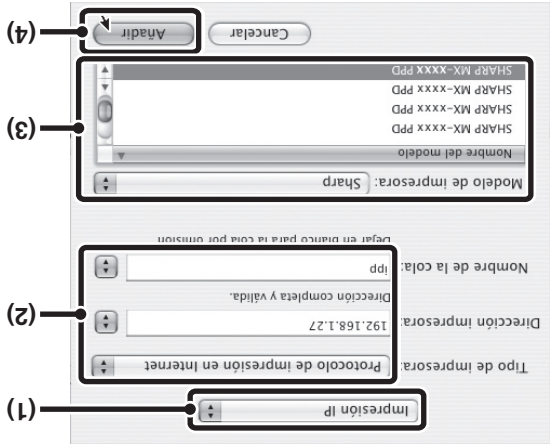 (1)
Impresión IP
(2)
Tipo de impresora: Protocolo de impresión en Internet
Dirección impresora: 192.168.1.27
Dirección completa y válida.
Nombre de la cola: ipp
Dejar en blanco para la cola por omisión
(3)
Modelo de impresora: Sharp
Nombre del modelo
SHARP MX-xxxx PPD
SHARP MX-xxxx PPD
SHARP MX-xxxx PPD
SHARP MX-xxxx PPD
(4)
Cancelar Añadir